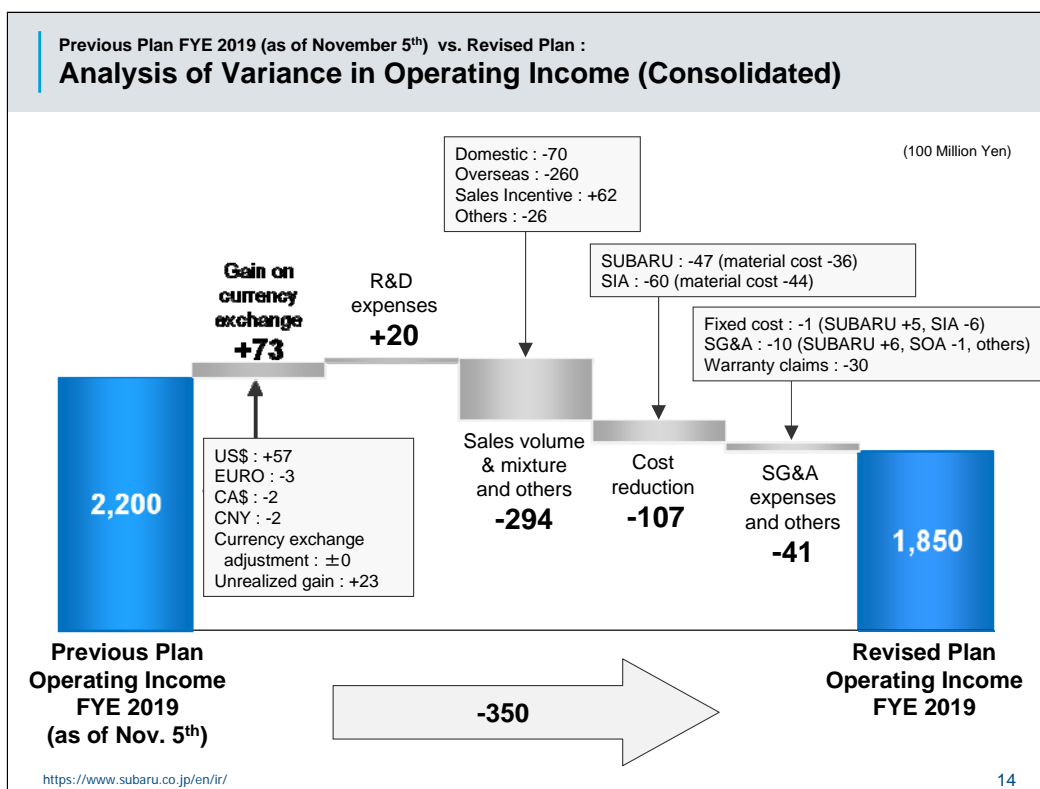 Previous Plan FYE 2019 (as of November 5th) vs. Revised Plan :
Analysis of Variance in Operating Income (Consolidated)
(100 Million Yen)
Domestic : -70
Overseas : -260
Sales Incentive : +62
Others : -26
SUBARU : -47 (material cost -36)
SIA : -60 (material cost -44)
Fixed cost : -1 (SUBARU +5, SIA -6)
SG&A : -10 (SUBARU +6, SOA -1, others)
Warranty claims : -30
Gain on
currency
exchange
+73
R&D
expenses
+20
US$ : +57
EURO : -3
CA$ : -2
CNY : -2
Currency exchange
adjustment : ±0
Unrealized gain : +23
Sales volume
& mixture
and others
-294
Cost
reduction
-107
SG&A
expenses
and others
-41
2,200
1,850
Previous Plan
Operating Income
FYE 2019
(as of Nov. 5th)
-350
Revised Plan
Operating Income
FYE 2019
https://www.subaru.co.jp/en/ir/
14